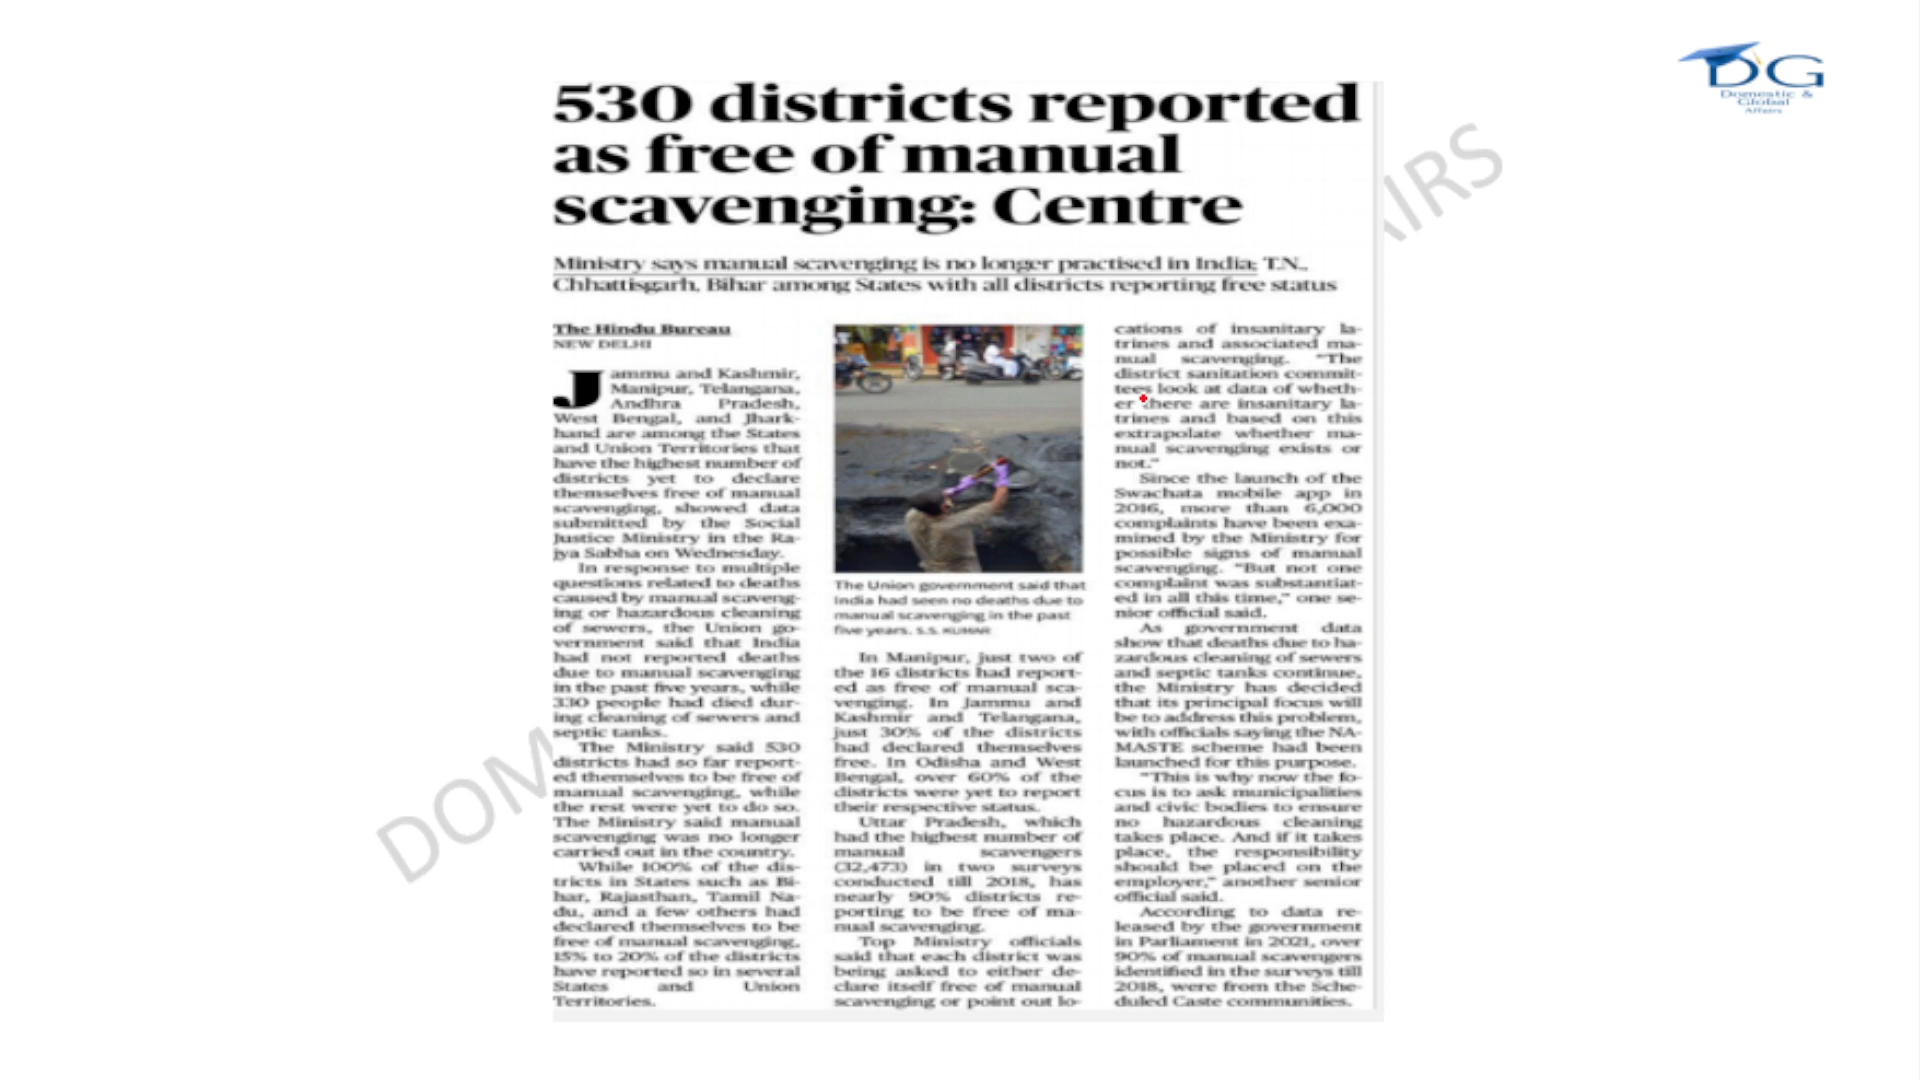 DG
Domestic &
Global
Affairs
530 districts reported
as free of manual
scavenging: Centre
Ministry says manual scavenging is no longer practised in India; T.N.,
Chhattisgarh, Bihar among States with all districts reporting free status
The Hindu Bureau
NEW DELHI
Jammu and Kashmir,
Manipur, Telangana,
Andhra Pradesh,
West Bengal, and Jhark-
hand are among the States
and Union Territories that
have the highest number of
districts yet to declare
themselves free of manual
scavenging, showed data
submitted by the Social
Justice Ministry in the Ra-
jya Sabha on Wednesday.
In response to multiple
questions related to deaths
caused by manual scaveng-
ing or hazardous cleaning
of sewers, the Union go-
vernment said that India
had not reported deaths
due to manual scavenging
in the past five years, while
330 people had died dur-
ing cleaning of sewers and
septic tanks.
The Ministry said 530
districts had so far report-
ed themselves to be free of
manual scavenging, while
the rest were yet to do so.
The Ministry said manual
scavenging was no longer
carried out in the country.
While 100% of the dis-
tricts in States such as Bi-
har, Rajasthan, Tamil Na-
du, and a few others had
declared themselves to be
free of manual scavenging,
15% to 20% of the districts
have reported so in several
States and Union
Territories.
The Union government said that
India had seen no deaths due to
manual scavenging in the past
five years. S.S. KUMAR
In Manipur, just two of
the 16 districts had report-
ed as free of manual sca-
venging. In Jammu and
Kashmir and Telangana,
just 30% of the districts
had declared themselves
free. In Odisha and West
Bengal, over 60% of the
districts were yet to report
their respective status.
Uttar Pradesh, which
had the highest number of
manual scavengers
(32,473) in two surveys
conducted till 2018, has
nearly 90% districts re-
porting to be free of ma-
nual scavenging.
Top Ministry officials
said that each district was
being asked to either de-
clare itself free of manual
scavenging or point out lo-
cations of insanitary la-
trines and associated ma-
nual scavenging. "The
district sanitation commit-
tees look at data of wheth-
er there are insanitary la-
trines and based on this
extrapolate whether ma-
nual scavenging exists or
not."
Since the launch of the
Swachata mobile app in
2016, more than 6,000
complaints have been exa-
mined by the Ministry for
possible signs of manual
scavenging. "But not one
complaint was substantiat-
ed in all this time," one se-
nior official said.
As government data
show that deaths due to ha-
zardous cleaning of sewers
and septic tanks continue,
the Ministry has decided
that its principal focus will
be to address this problem,
with officials saying the NA-
MASTE scheme had been
launched for this purpose.
"This is why now the fo-
cus is to ask municipalities
and civic bodies to ensure
no hazardous cleaning
takes place. And if it takes
place, the responsibility
should be placed on the
employer," another senior
official said.
According to data re-
leased by the government
in Parliament in 2021, over
90% of manual scavengers
identified in the surveys till
2018, were from the Sche-
duled Caste communities.
DOM
AIRS